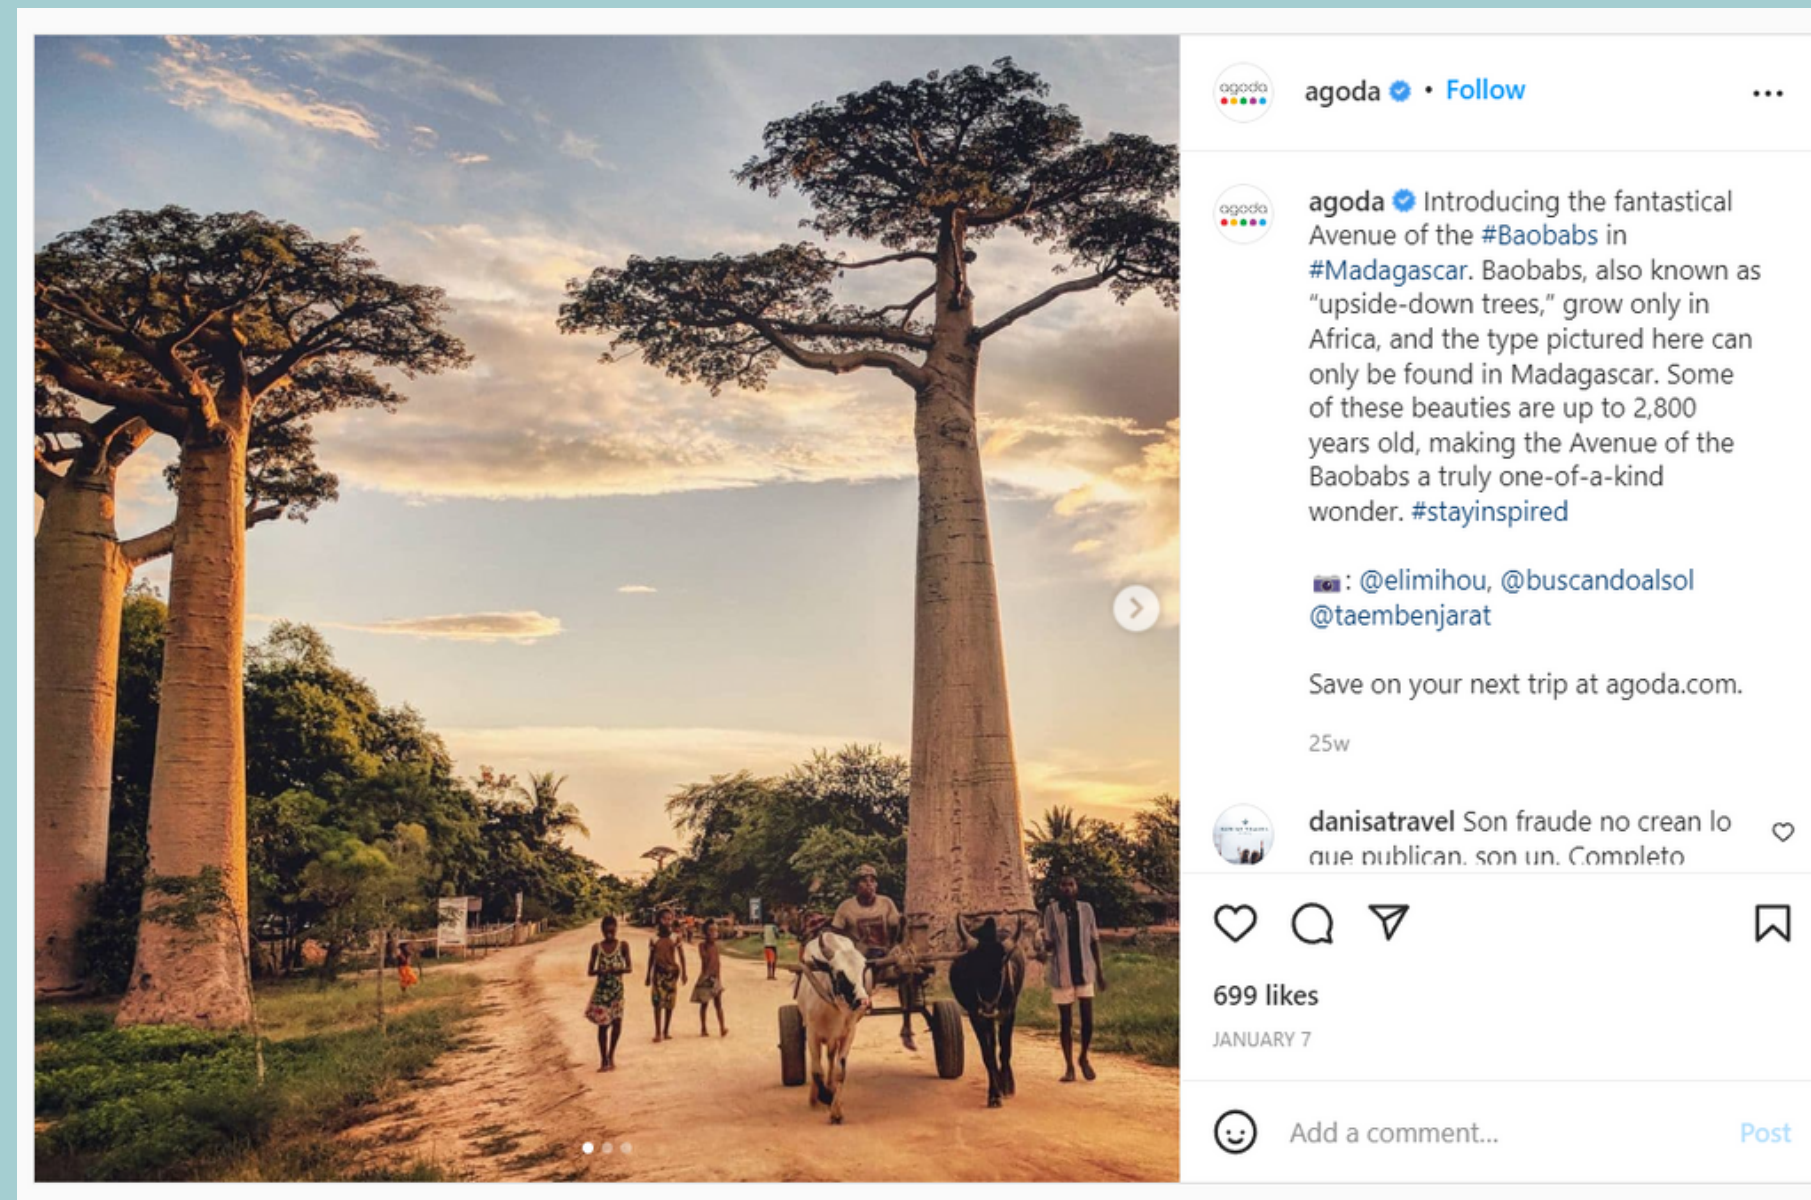 agoda
agoda • Follow
agoda
agoda Introducing the fantastical
Avenue of the #Baobabs in
#Madagascar. Baobabs, also known as
“upside-down trees,” grow only in
Africa, and the type pictured here can
only be found in Madagascar. Some
of these beauties are up to 2,800
years old, making the Avenue of the
Baobabs a truly one-of-a-kind
wonder. #stayinspired
: @elimihou, @buscandoalsol
@taembenjarat
Save on your next trip at agoda.com.
25w
danisatravel Son fraude no crean lo
que publican. son un. Completo
699 likes
JANUARY 7
Add a comment...
Post